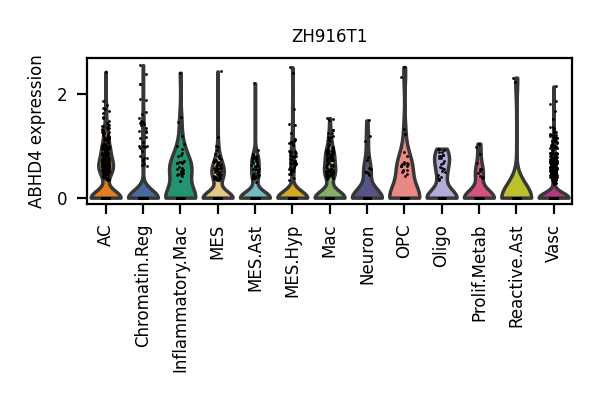 ZH916T1
ABHD4 expression
2
0
AC
Chromatin.Reg
Inflammatory.Mac
MES
MES.Ast
MES.Hyp
Mac
Neuron
OPC
Oligo
Prolif.Metab
Reactive.Ast
Vasc